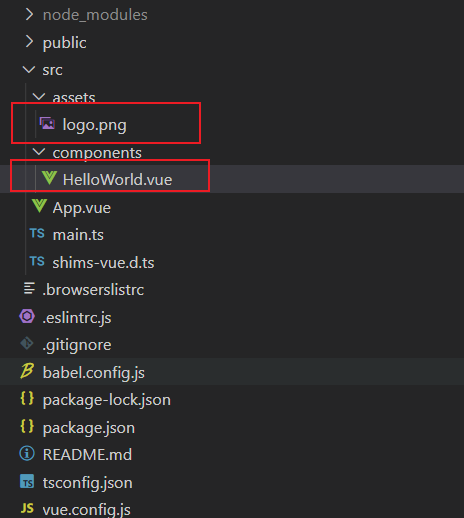 node_modules
public
src
assets
logo.png
components
HelloWorld.vue
App.vue
TS main.ts
TS shims-vue.d.ts
.browserslistrc
.eslintrc.js
.gitignore
babel.config.js
{} package-lock.json
{} package.json
README.md
TS tsconfig.json
JS vue.config.js